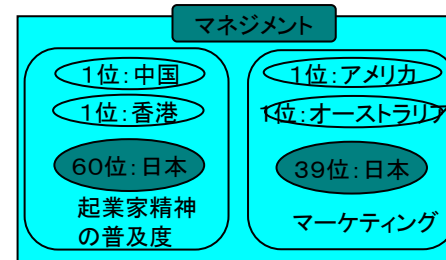 マネジメント
1位:中国
1位:香港
60位:日本
起業家精神
の普及度
1位:アメリカ
1位:オーストラリア
39位:日本
マーケティング